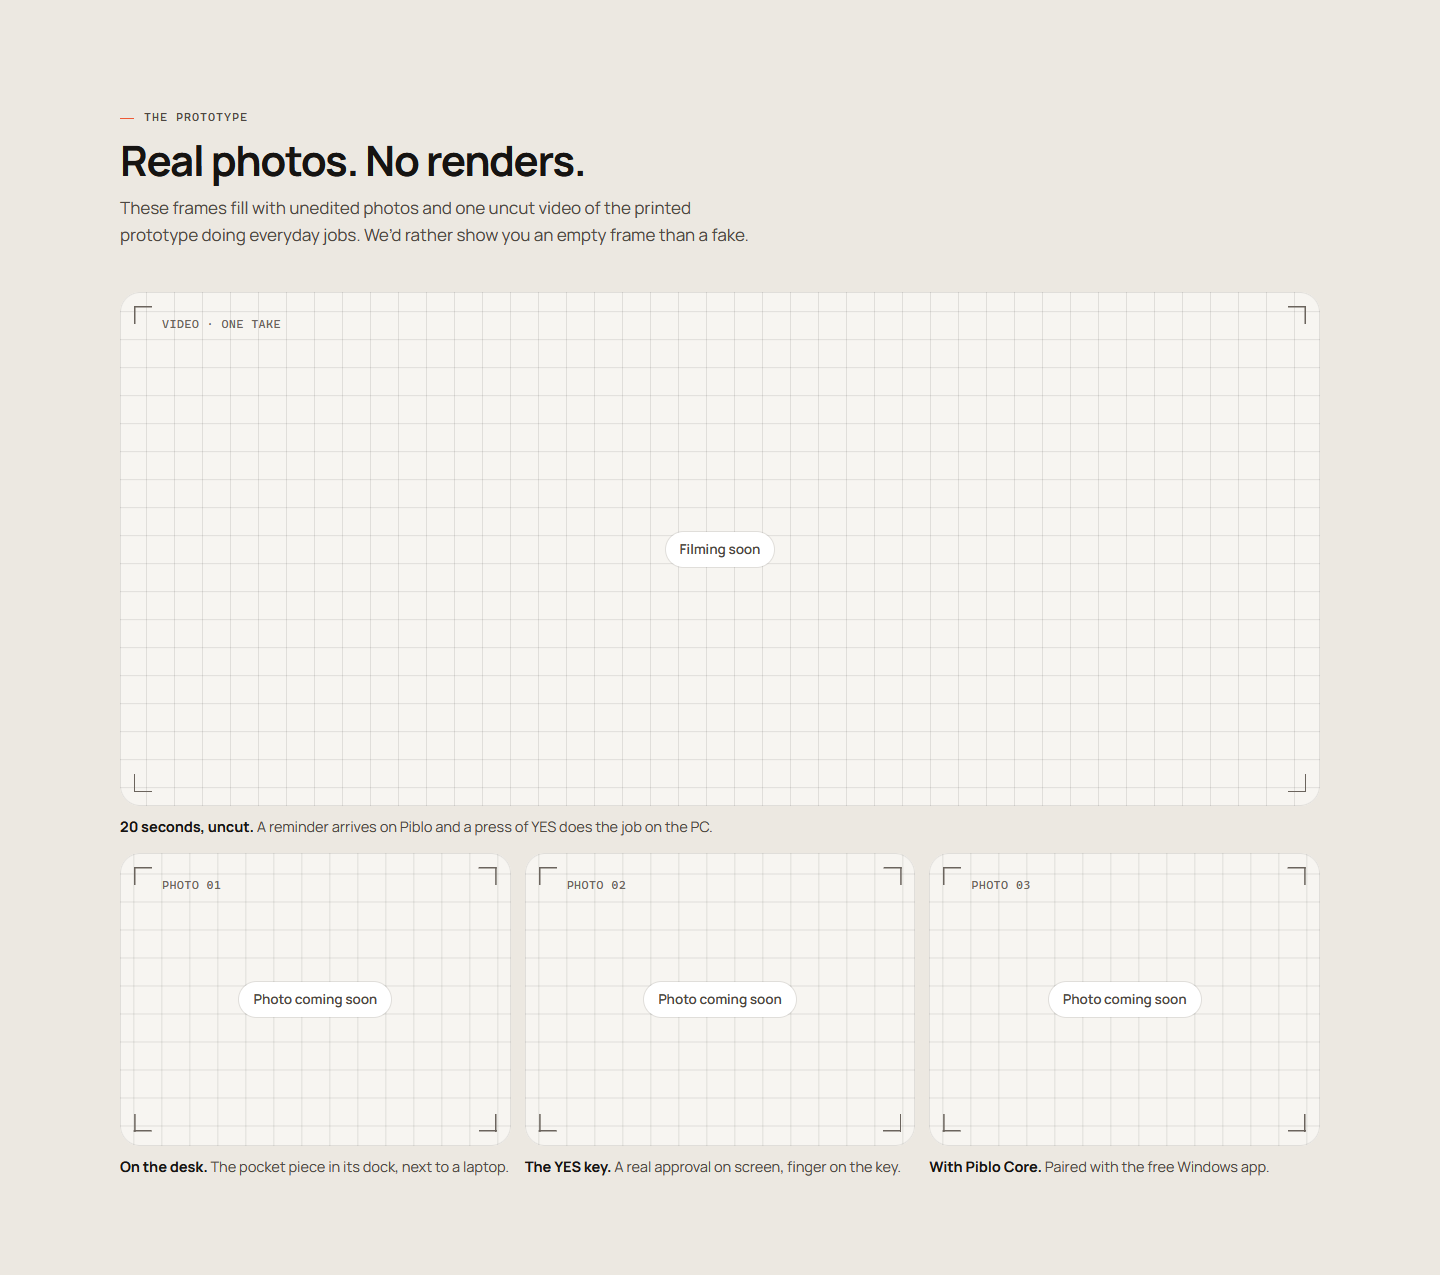 THE PROTOTYPE
Real photos. No renders.
These frames fill with unedited photos and one uncut video of the printed
prototype doing everyday jobs. We’d rather show you an empty frame than a fake.
VIDEO · ONE TAKE
Filming soon
20 seconds, uncut. A reminder arrives on Piblo and a press of YES does the job on the PC.
PHOTO 01
Photo coming soon
On the desk. The pocket piece in its dock, next to a laptop.
PHOTO 02
Photo coming soon
The YES key. A real approval on screen, finger on the key.
PHOTO 03
Photo coming soon
With Piblo Core. Paired with the free Windows app.